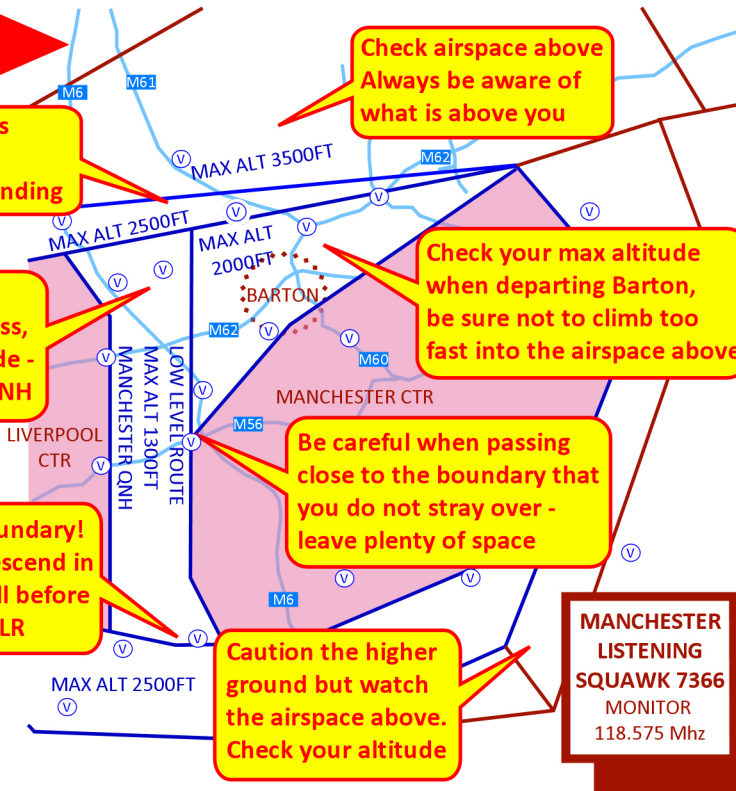 Check airspace above
Always be aware of
what is above you
M6
M61
s
nding
MAX ALT 3500FT
M62
V
V
V
V
V
V
MAX ALT 2500FT
MAX ALT
2000FT
Check your max altitude
when departing Barton,
be sure not to climb too
fast into the airspace above
V
V
BARTON
ss,
de -
NH
M62
V
V
V
M60
V
MANCHESTER CTR
LOW LEVEL ROUTE
MAX ALT 1300FT
MANCHESTER QNH
M56
LIVERPOOL
CTR
V
V
Be careful when passing
close to the boundary that
you do not stray over -
leave plenty of space
undary!
escend in
ll before
LR
V
V
V
M6
V
V
MAX ALT 2500FT
V
Caution the higher
ground but watch
the airspace above.
Check your altitude
MANCHESTER
LISTENING
SQUAWK 7366
MONITOR
118.575 Mhz